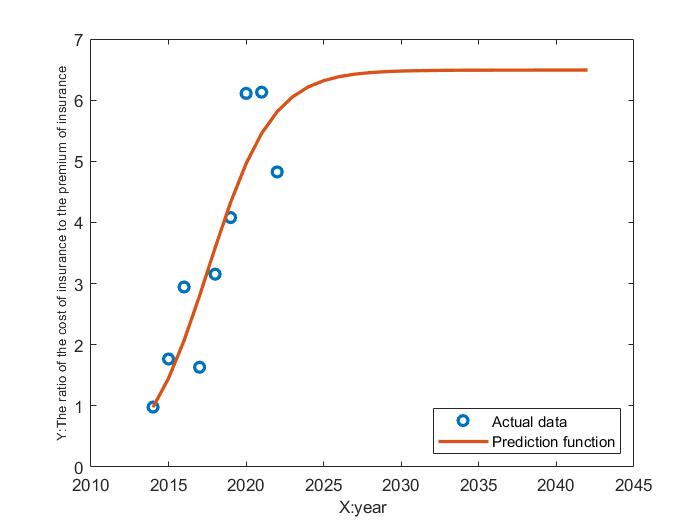 7
6
5
4
3
2
1
0
Y:The ratio of the cost of insurance to the premium of insurance
Actual data
Prediction function
2010 2015 2020 2025 2030 2035 2040 2045
X:year